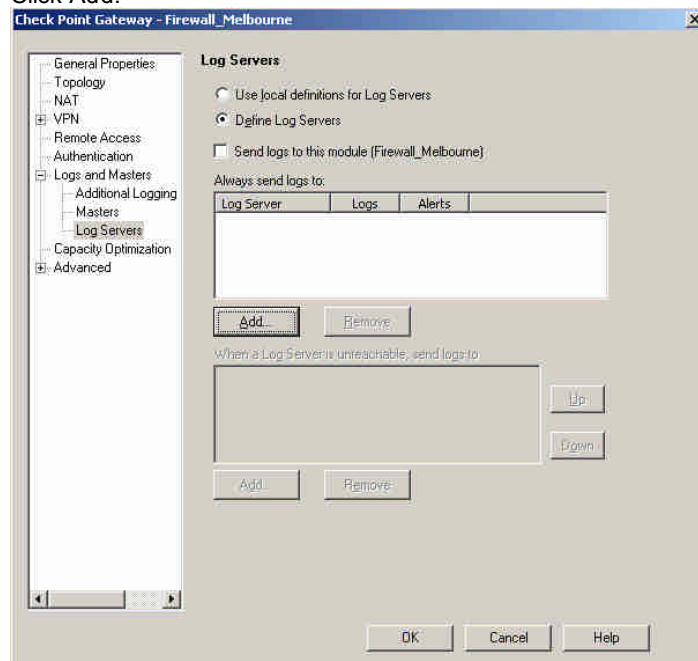 Click Add.
Check Point Gateway - Firewall_Melbourne
General Properties
Topology
NAT
VPN
Remote Access
Authentication
Logs and Masters
Additional Logging
Masters
Log Servers
Capacity Optimization
Advanced
Log Servers
Use local definitions for Log Servers
Define Log Servers
Send logs to this module (Firewall_Melbourne)
Always send logs to:
Log Server Logs Alerts
Add... Remove
When a Log Server is unreachable, send logs to:
Up
Down
Add... Remove
OK Cancel Help